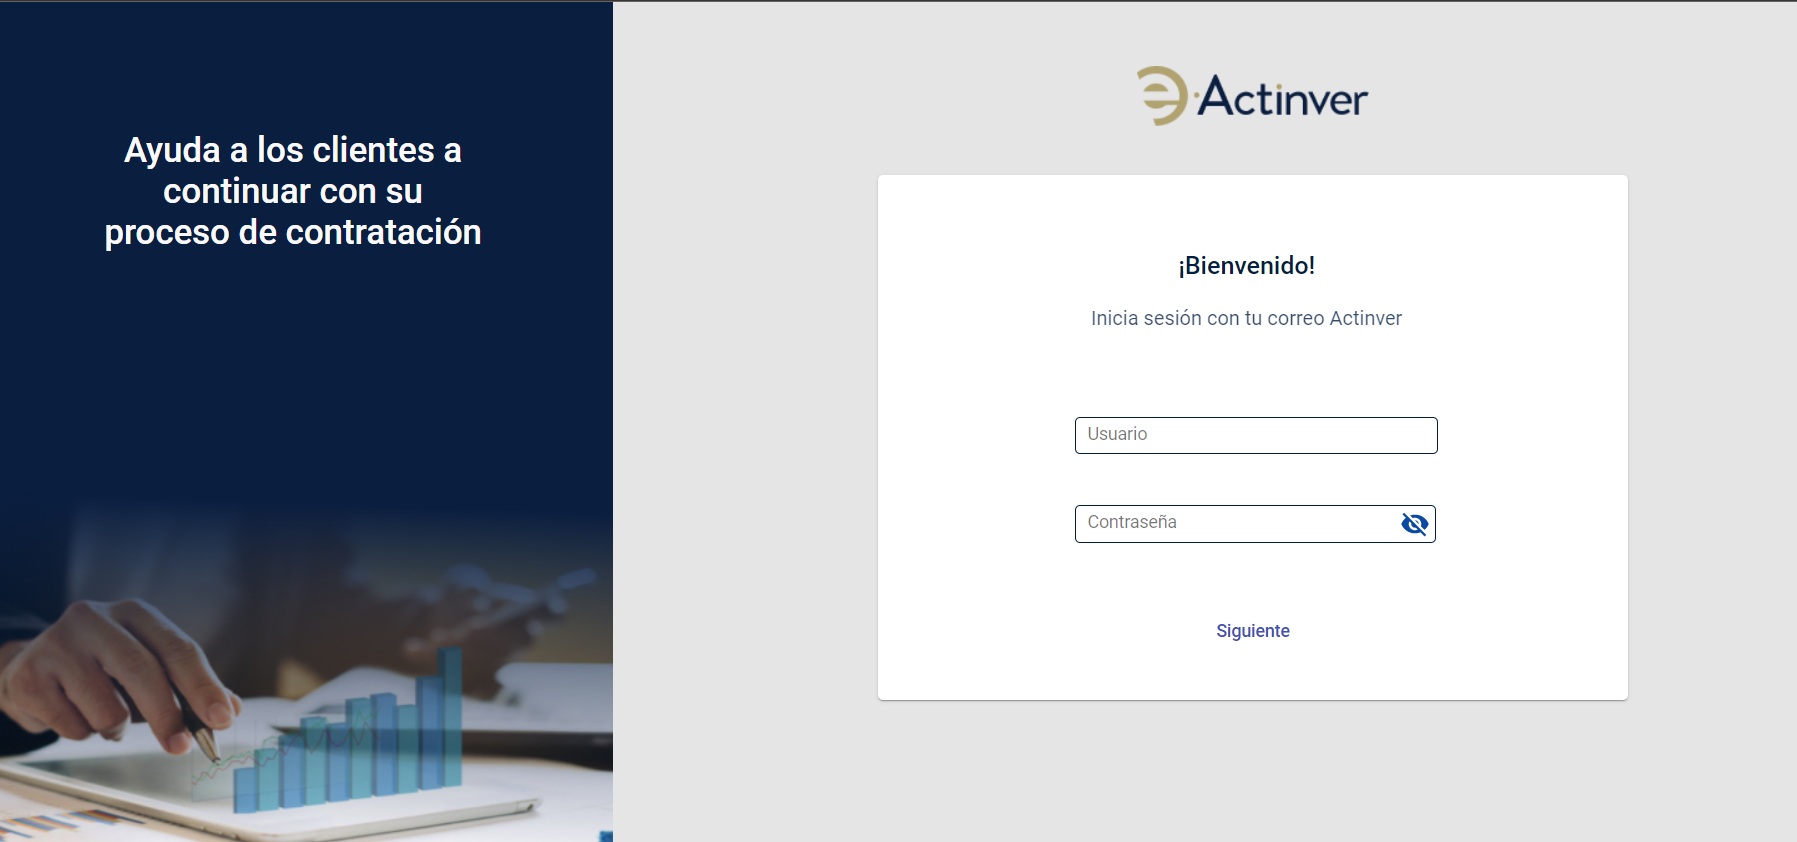 Ayuda a los clientes a
continuar con su
proceso de contratación
Actinver
¡Bienvenido!
Inicia sesión con tu correo Actinver
Usuario
Contraseña
Siguiente